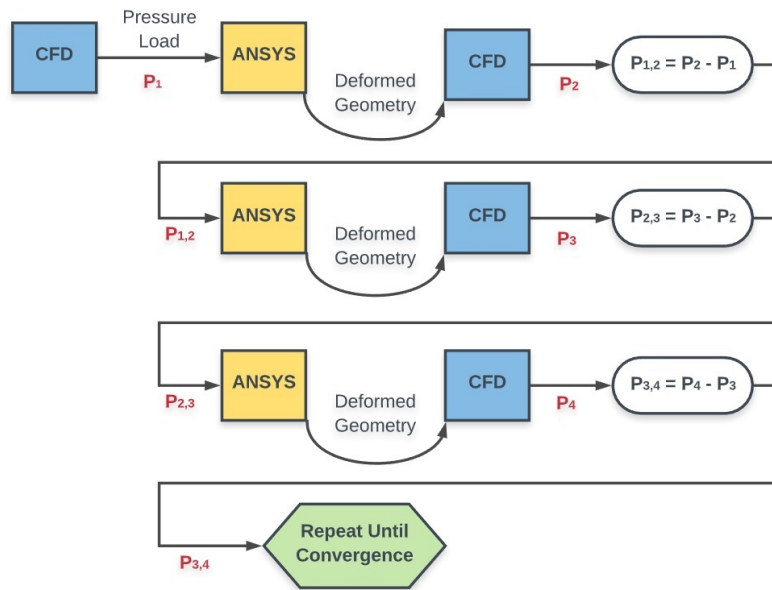 Pressure
Load
CFD
P1
ANSYS
Deformed
Geometry
CFD
P2
P1,2 = P2 - P1
P1,2
ANSYS
Deformed
Geometry
CFD
P3
P2,3 = P3 - P2
P2,3
ANSYS
Deformed
Geometry
CFD
P4
P3,4 = P4 - P3
P3,4
Repeat Until
Convergence